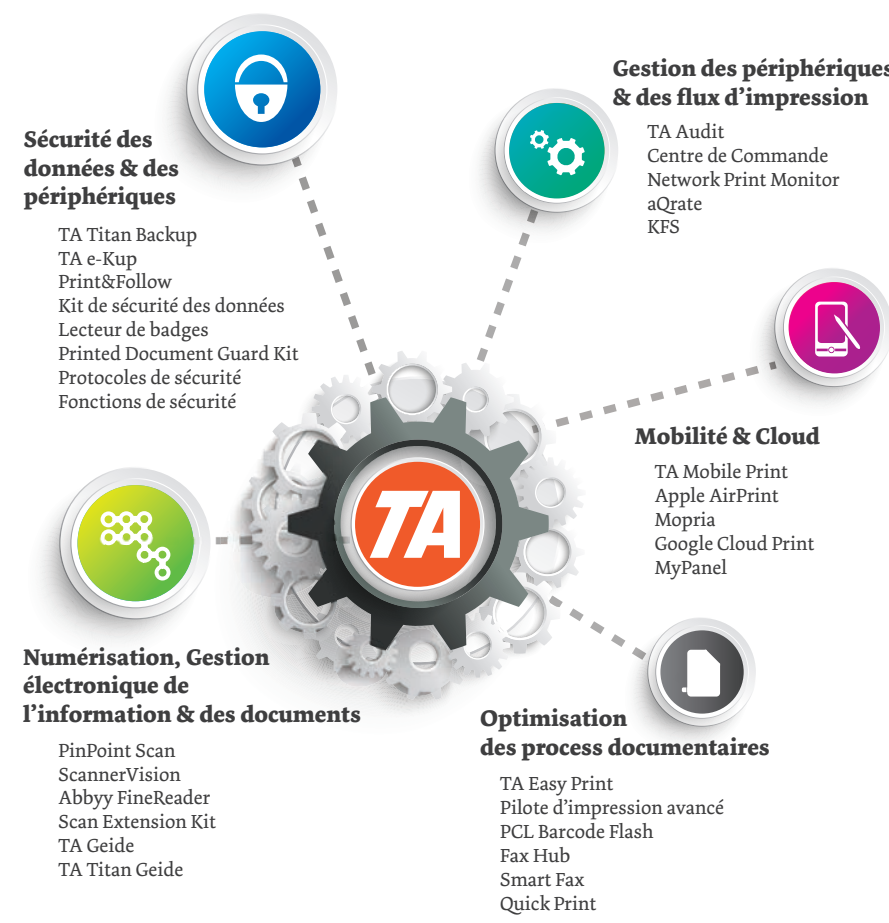 Sécurité des
données & des
périphériques
TA Titan Backup
TA e-Kup
Print&Follow
Kit de sécurité des données
Lecteur de badges
Printed Document Guard Kit
Protocoles de sécurité
Fonctions de sécurité
Gestion des périphériques
& des flux d'impression
TA Audit
Centre de Commande
Network Print Monitor
aQrate
KFS
Mobilité & Cloud
TA Mobile Print
Apple AirPrint
Mopria
Google Cloud Print
MyPanel
TA
Numérisation, Gestion
électronique de
l'information & des documents
PinPoint Scan
ScannerVision
Abbyy FineReader
Scan Extension Kit
TA Geide
TA Titan Geide
Optimisation
des process documentaires
TA Easy Print
Pilote d'impression avancé
PCL Barcode Flash
Fax Hub
Smart Fax
Quick Print